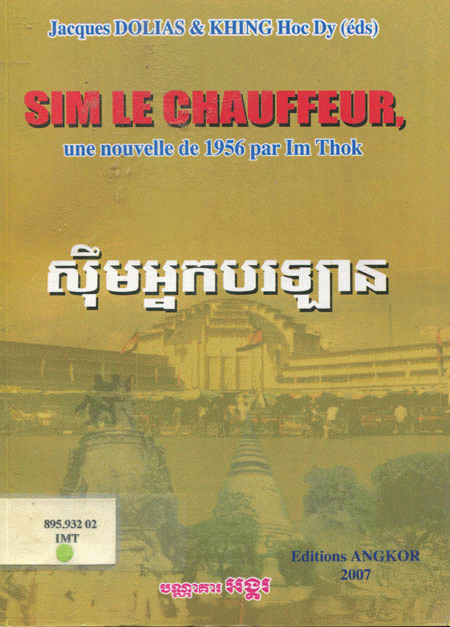 Jacques DOLIAS & KHING Hoc Dy (éds)
SIM LE CHAUFFEUR,
une nouvelle de 1956 par Im Thok
ស៊ឹមអ្នកបរឡាន
895.932 02
IMT
Editions ANGKOR
2007
បណ្ណាគារ អង្គរ